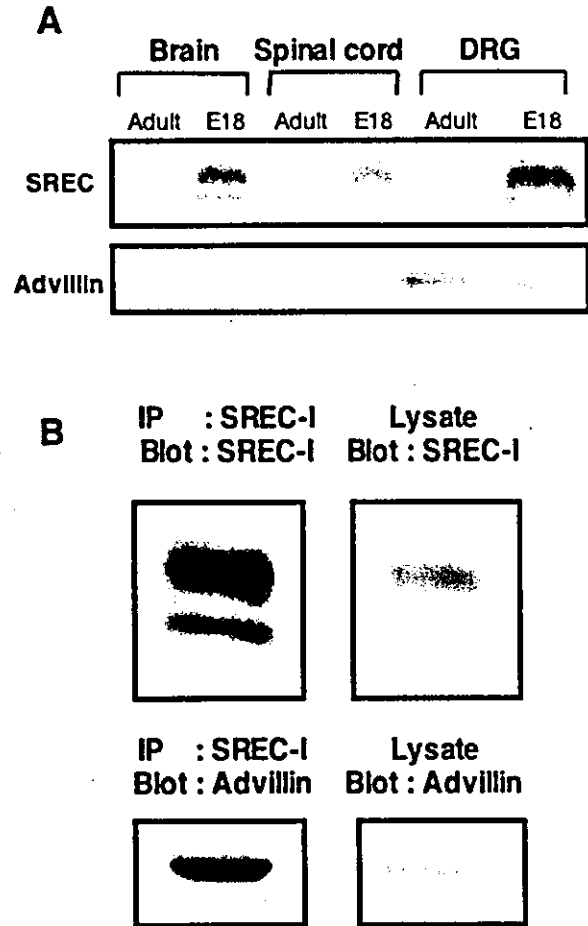 A
Brain Spinal cord DRG
Adult E18 Adult E18 Adult E18
SREC
Advillin
B
IP : SREC-I Lysate
Blot : SREC-I Blot : SREC-I
IP : SREC-I Lysate
Blot : Advillin Blot : Advillin